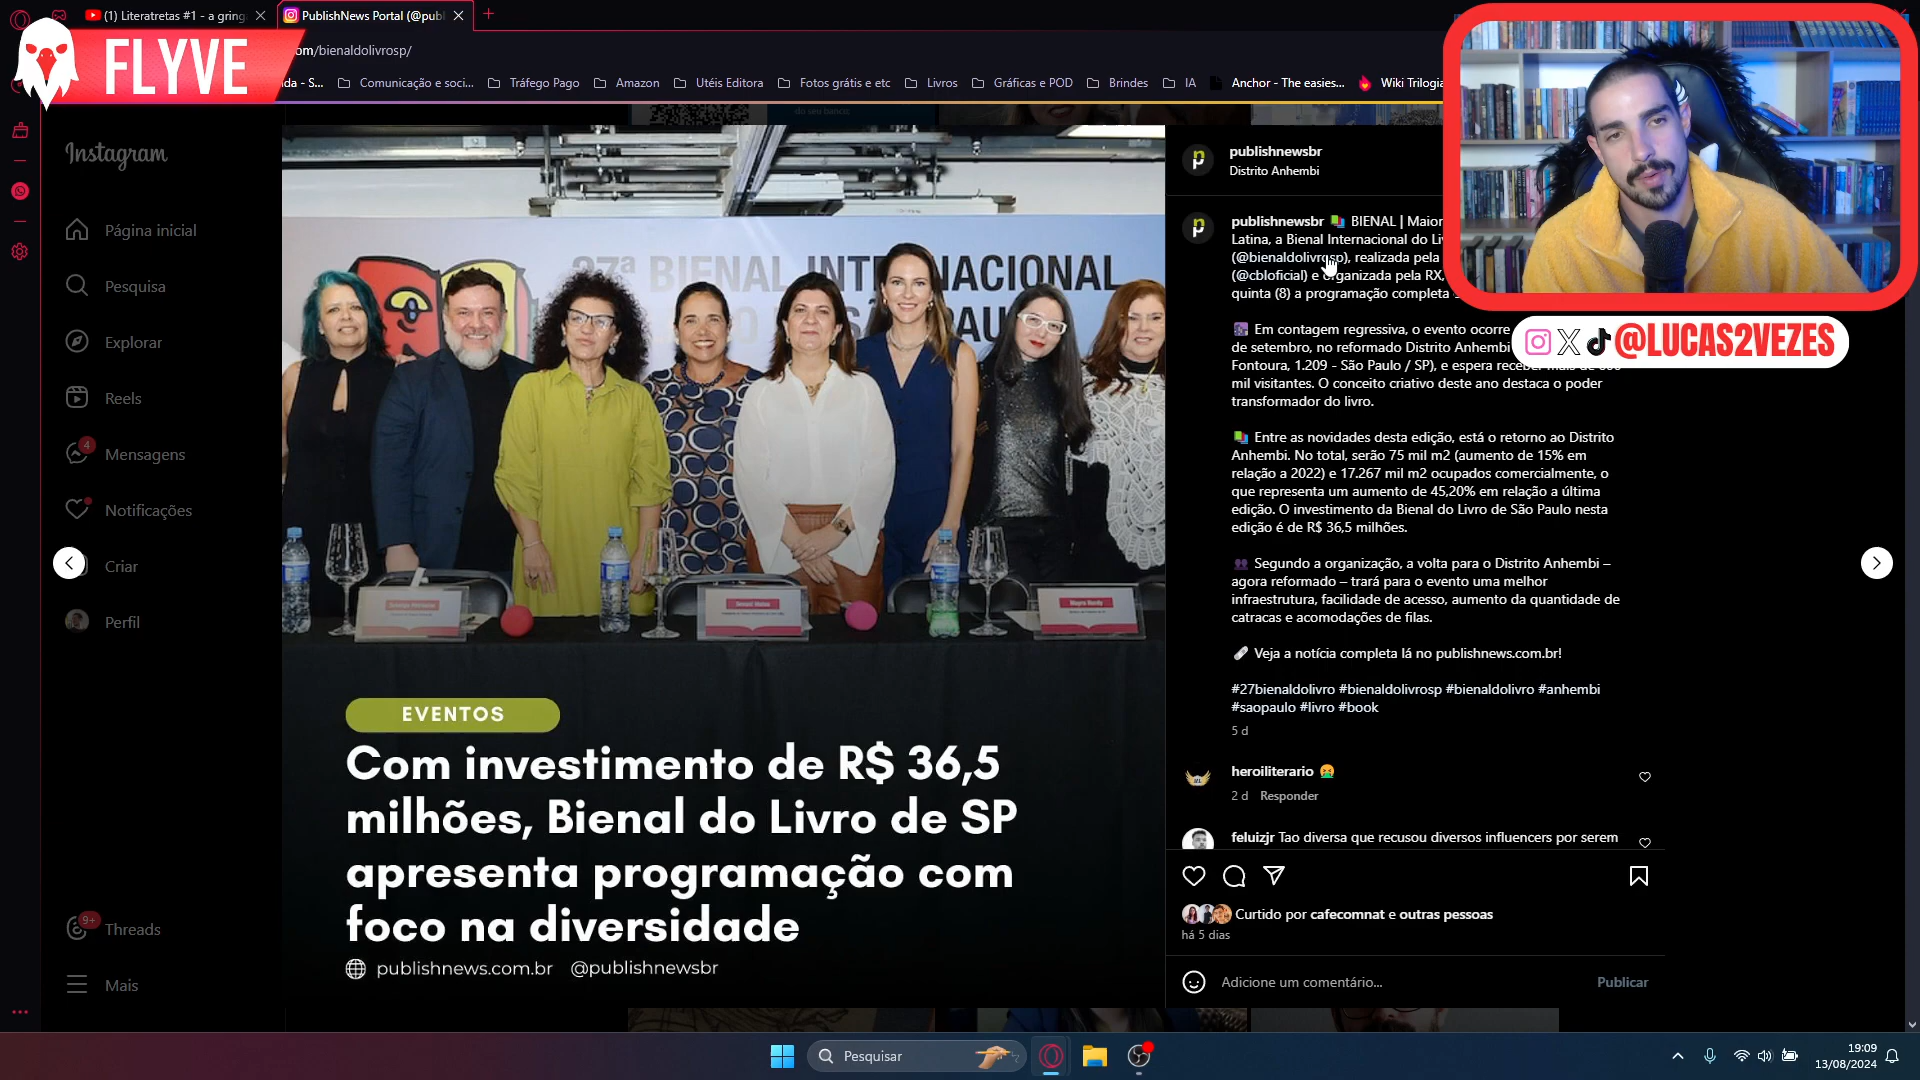 (1) Literatretas #1 - a gring
PublishNews Portal (@publ
FLYVE
om/bienaldolivrosp/
da - S...
Comunicação e soci...
Tráfego Pago
Amazon
Utéis Editora
Fotos grátis e etc
Livros
Gráficas e POD
Brindes
IA
Anchor - The easies...
Wiki Trilogia
Instagram
Página inicial
Pesquisa
Explorar
Reels
4
Mensagens
Notificações
Criar
Perfil
9+
Threads
Mais
27ª BIENAL INTERNACIONAL
SÃO PAU
EVENTOS
Com investimento de R$ 36,5
milhões, Bienal do Livro de SP
apresenta programação com
foco na diversidade
publishnews.com.br @publishnewsbr
publishnewsbr
Distrito Anhembi
publishnewsbr BIENAL | Maior
Latina, a Bienal Internacional do Liv
(@bienaldolivrosp), realizada pela
(@cbloficial) e organizada pela RX,
quinta (8) a programação completa
Em contagem regressiva, o evento ocorre
de setembro, no reformado Distrito Anhembi
Fontoura, 1.209 - São Paulo / SP), e espera receber mais de
mil visitantes. O conceito criativo deste ano destaca o poder
transformador do livro.
Entre as novidades desta edição, está o retorno ao Distrito
Anhembi. No total, serão 75 mil m2 (aumento de 15% em
relação a 2022) e 17.267 mil m2 ocupados comercialmente, o
que representa um aumento de 45,20% em relação a última
edição. O investimento da Bienal do Livro de São Paulo nesta
edição é de R$ 36,5 milhões.
Segundo a organização, a volta para o Distrito Anhembi –
agora reformado – trará para o evento uma melhor
infraestrutura, facilidade de acesso, aumento da quantidade de
catracas e acomodações de filas.
Veja a notícia completa lá no publishnews.com.br!
#27bienaldolivro #bienaldolivrosp #bienaldolivro #anhembi
#saopaulo #livro #book
5 d
heroiliterario
2 d Responder
feluizjr Tao diversa que recusou diversos influencers por serem
Curtido por cafecomnat e outras pessoas
há 5 dias
Adicione um comentário...
Publicar
@LUCAS2VEZES
Pesquisar
19:09
13/08/2024